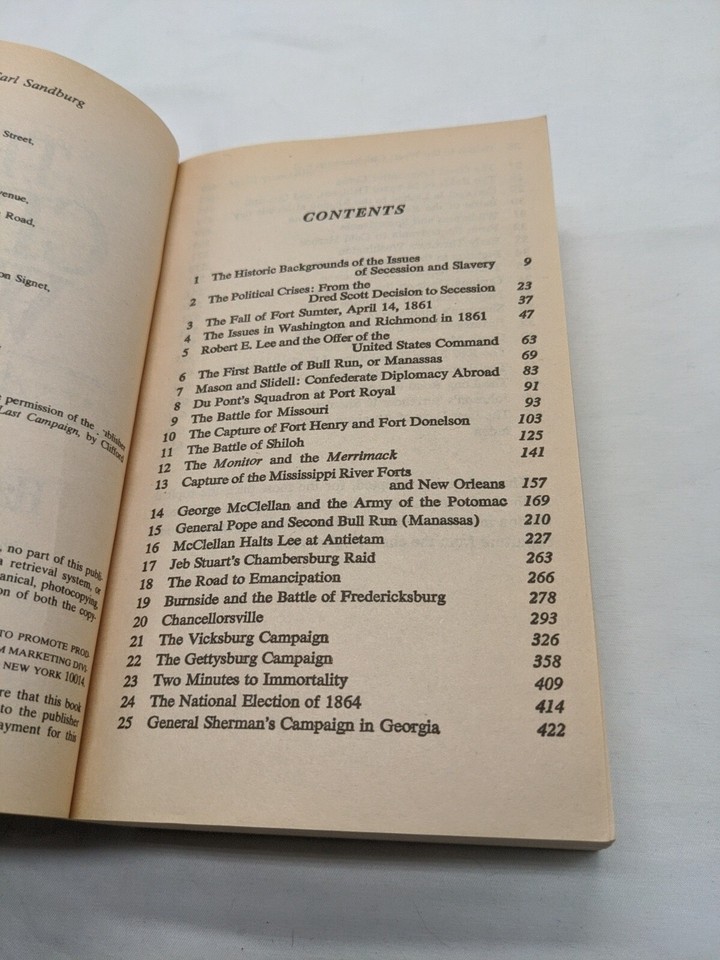 Carl Sandburg
Street,
venue,
Road,
on Signet,
permission of the
Last Campaign, by Clifford
, no part of this publi-
retrieval system, or
anical, photocopying,
on of both the copy-
TO PROMOTE PROD
M MARKETING DIVI
NEW YORK 10014.
re that this book
to the publisher
ayment for this
CONTENTS
1 The Historic Backgrounds of the Issues
of Secession and Slavery 9
2 The Political Crises: From the
Dred Scott Decision to Secession 23
3 The Fall of Fort Sumter, April 14, 1861 37
4 The Issues in Washington and Richmond in 1861 47
5 Robert E. Lee and the Offer of the
United States Command 63
6 The First Battle of Bull Run, or Manassas 69
7 Mason and Slidell: Confederate Diplomacy Abroad 83
8 Du Pont's Squadron at Port Royal 91
9 The Battle for Missouri 93
10 The Capture of Fort Henry and Fort Donelson 103
11 The Battle of Shiloh 125
12 The Monitor and the Merrimack 141
13 Capture of the Mississippi River Forts
and New Orleans 157
14 George McClellan and the Army of the Potomac 169
15 General Pope and Second Bull Run (Manassas) 210
16 McClellan Halts Lee at Antietam 227
17 Jeb Stuart's Chambersburg Raid 263
18 The Road to Emancipation 266
19 Burnside and the Battle of Fredericksburg 278
20 Chancellorsville 293
21 The Vicksburg Campaign 326
22 The Gettysburg Campaign 358
23 Two Minutes to Immortality 409
24 The National Election of 1864 414
25 General Sherman's Campaign in Georgia 422